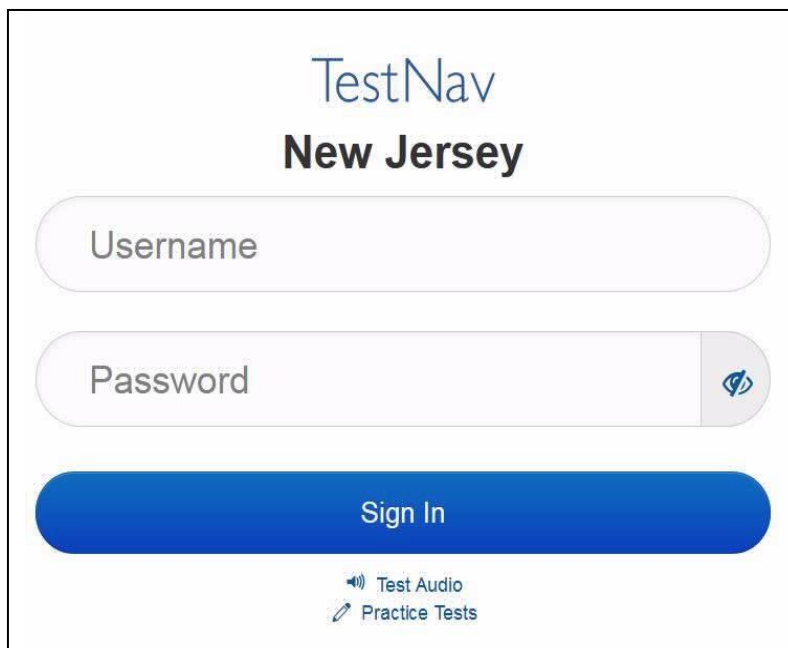 TestNav
New Jersey
Username
Password
Sign In
Test Audio
Practice Tests